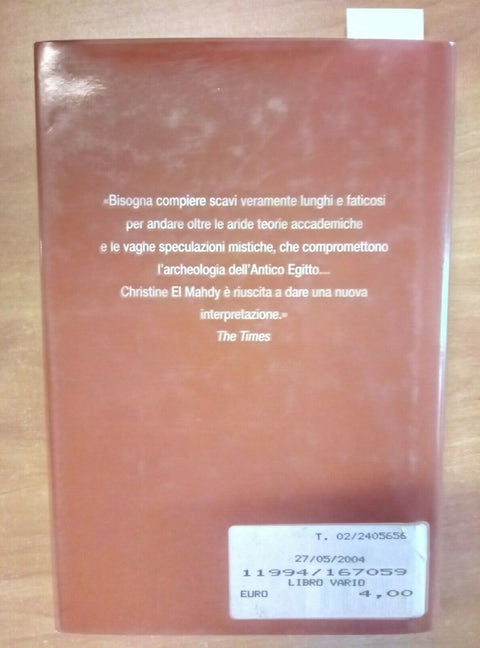 «Bisogna compiere scavi veramente lunghi e faticosi
per andare oltre le aride teorie accademiche
e le vaghe speculazioni mistiche, che compromettono
l'archeologia dell'Antico Egitto....
Christine El Mahdy è riuscita a dare una nuova
interpretazione.»
The Times
T. 02/2405656
27/05/2004
11994/167059
LIBRO VARIO
EURO 4,00